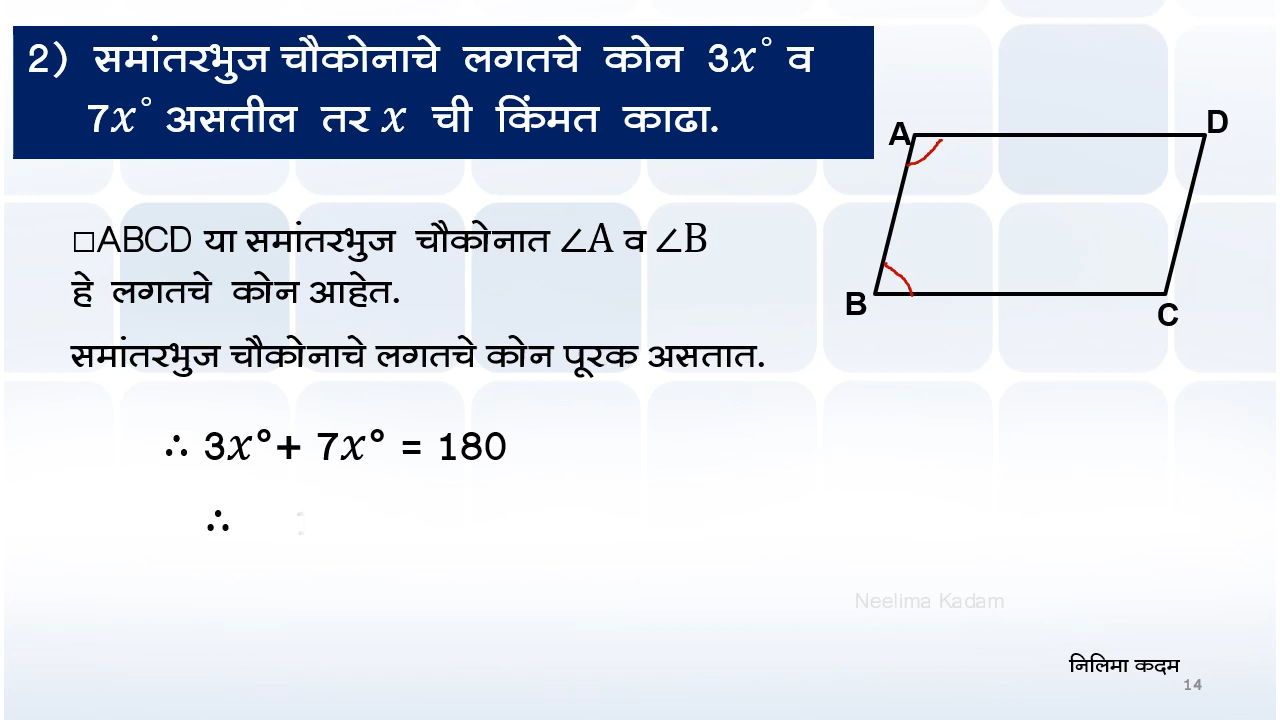 2) समांतरभुज चौकोनाचे लगतचे कोन 3x° व
7x° असतील तर x ची किंमत काढा.
A
D
□ABCD या समांतरभुज चौकोनात ∠A व ∠B
हे लगतचे कोन आहेत.
B
C
समांतरभुज चौकोनाचे लगतचे कोन पूरक असतात.
∴ 3x°+ 7x° = 180
∴
Neelima Kadam
निलिमा कदम
14